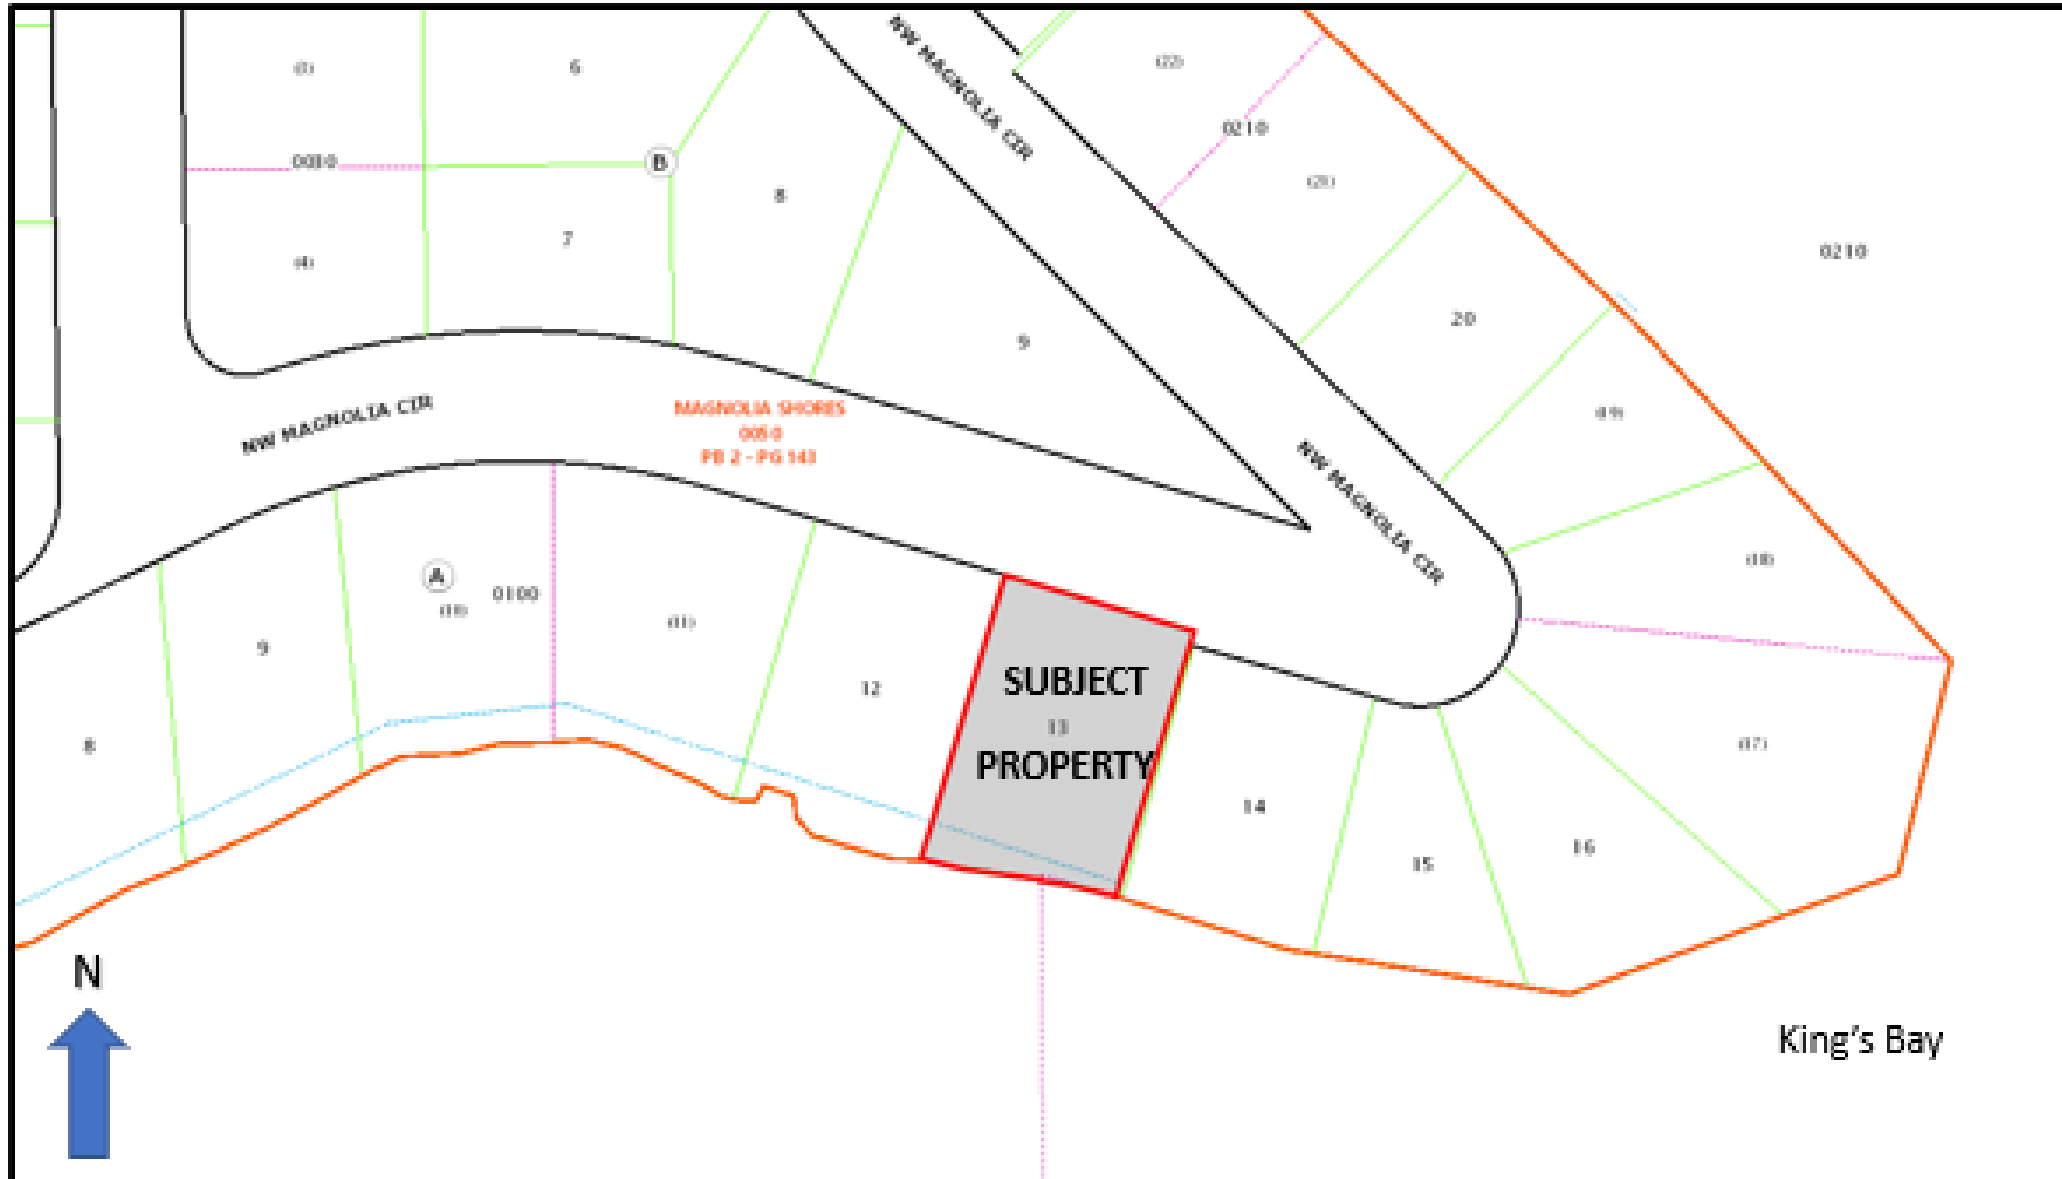 NW MAGNOLIA CIR
(22)
(3)
6
0210
0030
B
8
(21)
7
0210
(4)
20
9
NW MAGNOLIA CIR
MAGNOLIA SHORES
0050
PB 2 - PG 143
(19)
NW MAGNOLIA CIR
(18)
A
0100
(10)
(11)
9
12
SUBJECT
13
PROPERTY
8
(17)
14
16
15
N
King's Bay